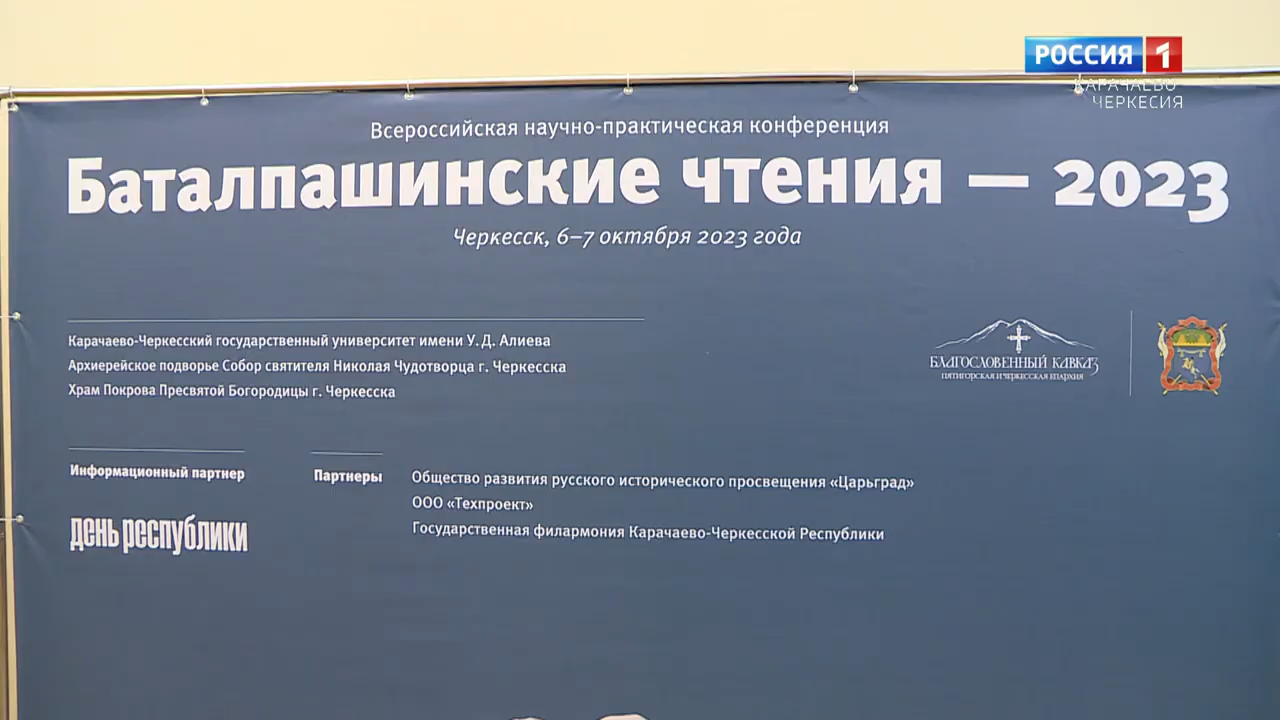 РОССИЯ 1
КАРАЧАЕВО
ЧЕРКЕСИЯ
Всероссийская научно-практическая конференция
Баталпашинские чтения — 2023
Черкесск, 6–7 октября 2023 года
Карачаево-Черкесский государственный университет имени У. Д. Алиева
Архиерейское подворье Собор святителя Николая Чудотворца г. Черкесска
Храм Покрова Пресвятой Богородицы г. Черкесска
БЛАГОСЛОВЕННЫЙ КАВКАЗ
ПЯТИГОРСКАЯ И ЧЕРКЕССКАЯ ЕПАРХИЯ
Информационный партнер
день республики
Партнеры
Общество развития русского исторического просвещения «Царьград»
ООО «Техпроект»
Государственная филармония Карачаево-Черкесской Республики